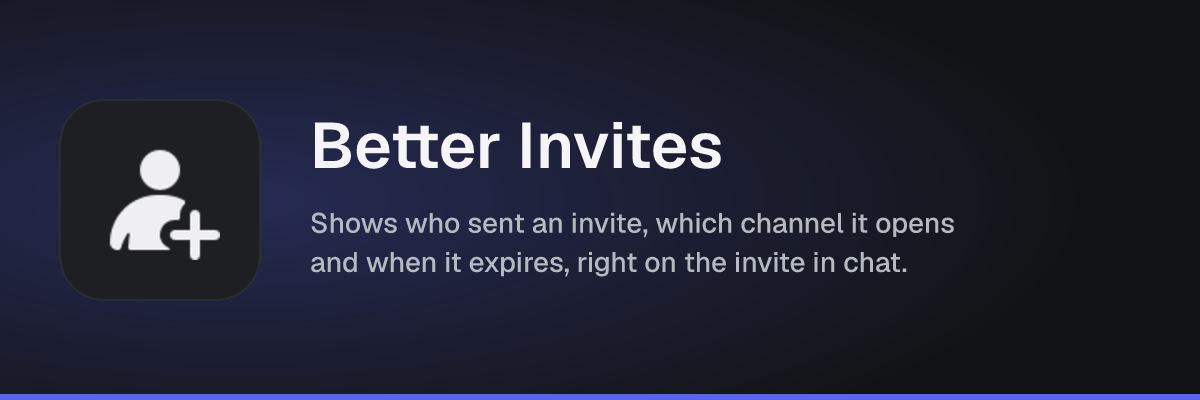 Better Invites
Shows who sent an invite, which channel it opens
and when it expires, right on the invite in chat.